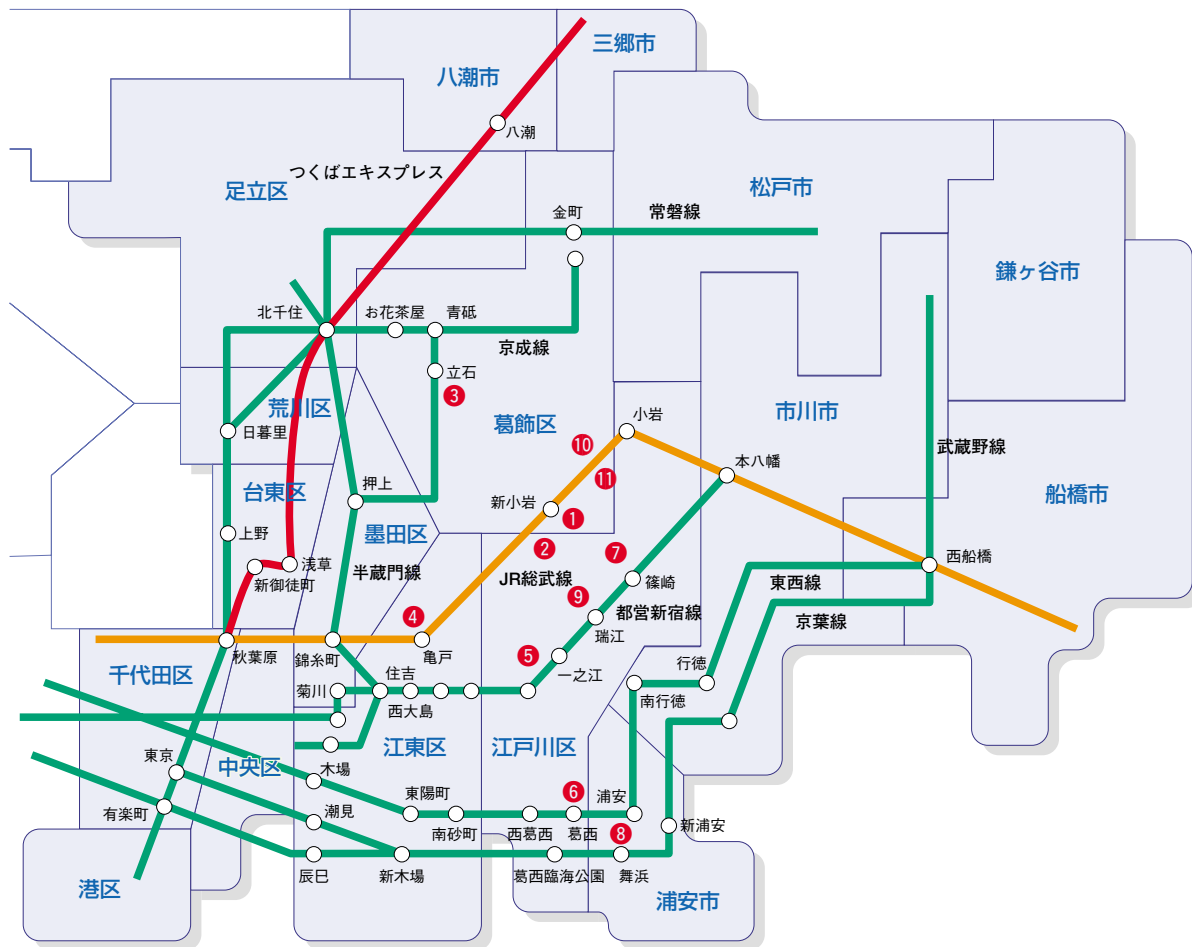 三郷市
八潮市
八潮
つくばエキスプレス
足立区
松戸市
金町
常磐線
鎌ヶ谷市
北千住
お花茶屋
青砥
京成線
立石
3
荒川区
葛飾区
市川市
日暮里
小岩
10
武蔵野線
本八幡
11
台東区
押上
新小岩
船橋市
1
墨田区
上野
2
7
浅草
新御徒町
半蔵門線
JR総武線
篠崎
西船橋
東西線
9
都営新宿線
京葉線
4
瑞江
秋葉原
錦糸町
亀戸
5
一之江
千代田区
住吉
行徳
菊川
西大島
南行徳
江東区
江戸川区
東京
中央区
木場
東陽町
6
浦安
有楽町
潮見
南砂町
西葛西
葛西
8
新浦安
辰巳
新木場
葛西臨海公園
舞浜
港区
浦安市